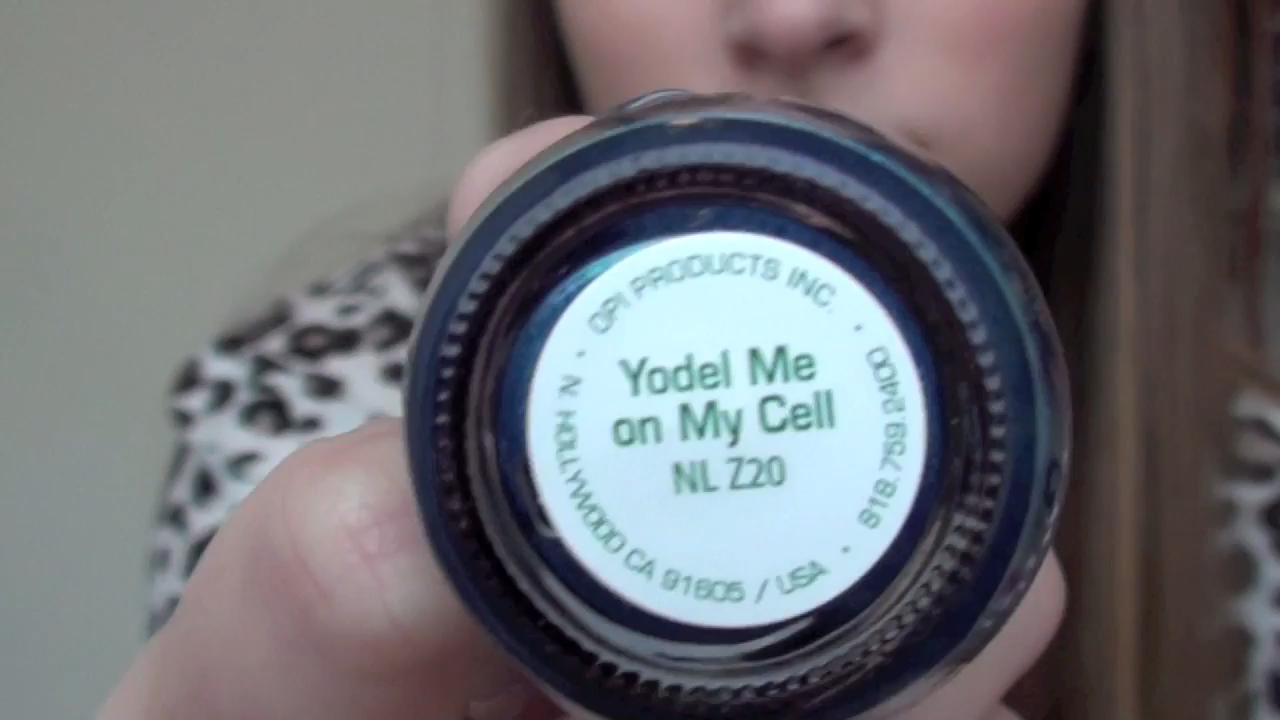 OPI PRODUCTS INC. •
Yodel Me
on My Cell
NL Z20
818.759.2400 •
N. HOLLYWOOD CA 91605 / USA •